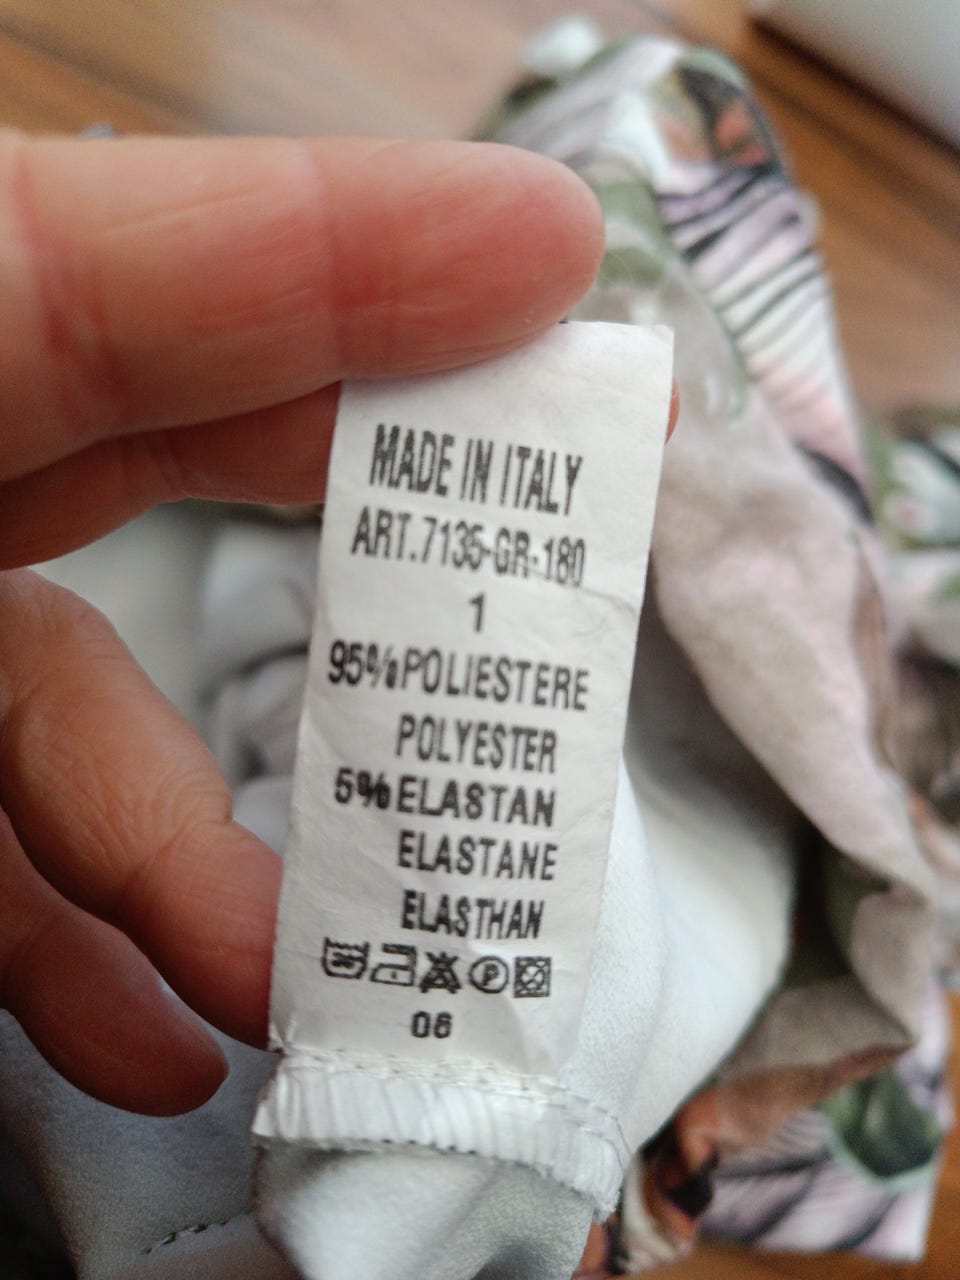 MADE IN ITALY
ART.7135-GR-180
1
95%POLIESTERE
POLYESTER
5%ELASTAN
ELASTANE
ELASTHAN
P
06